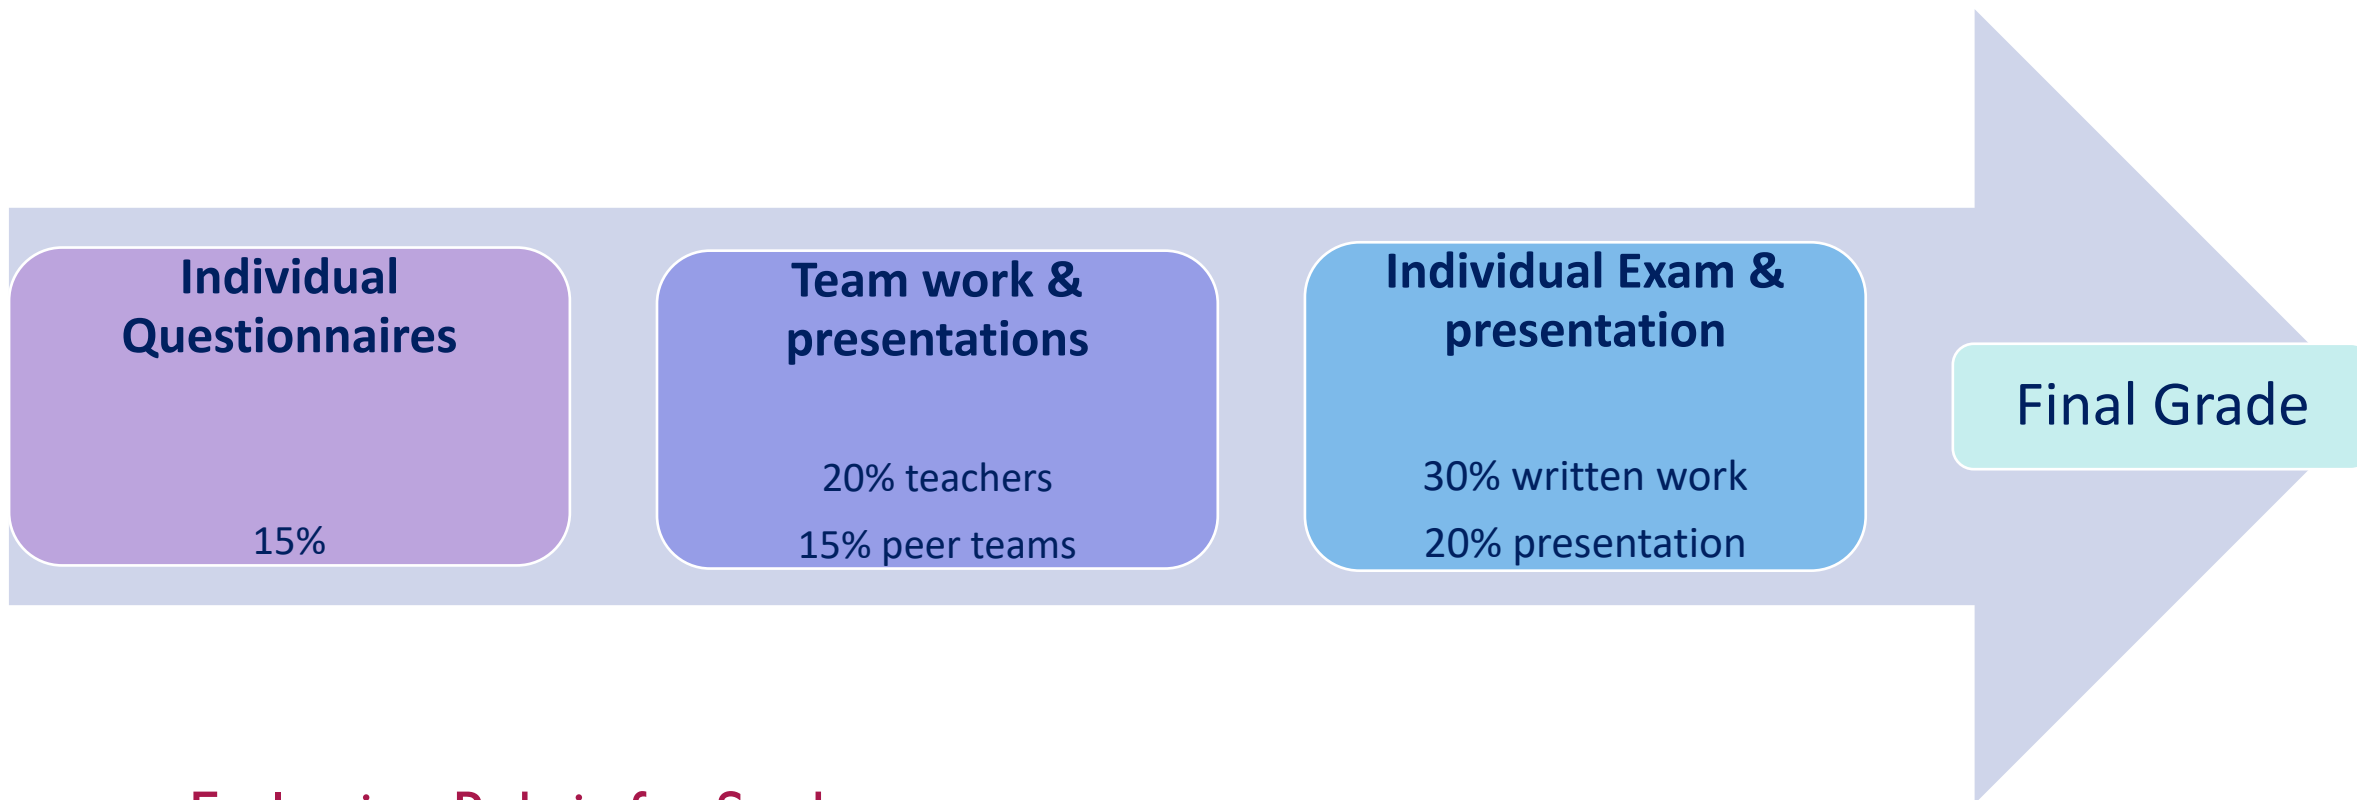 Individual
Questionnaires
15%
Team work &
presentations
20% teachers
15% peer teams
Individual Exam &
presentation
30% written work
20% presentation
Final Grade